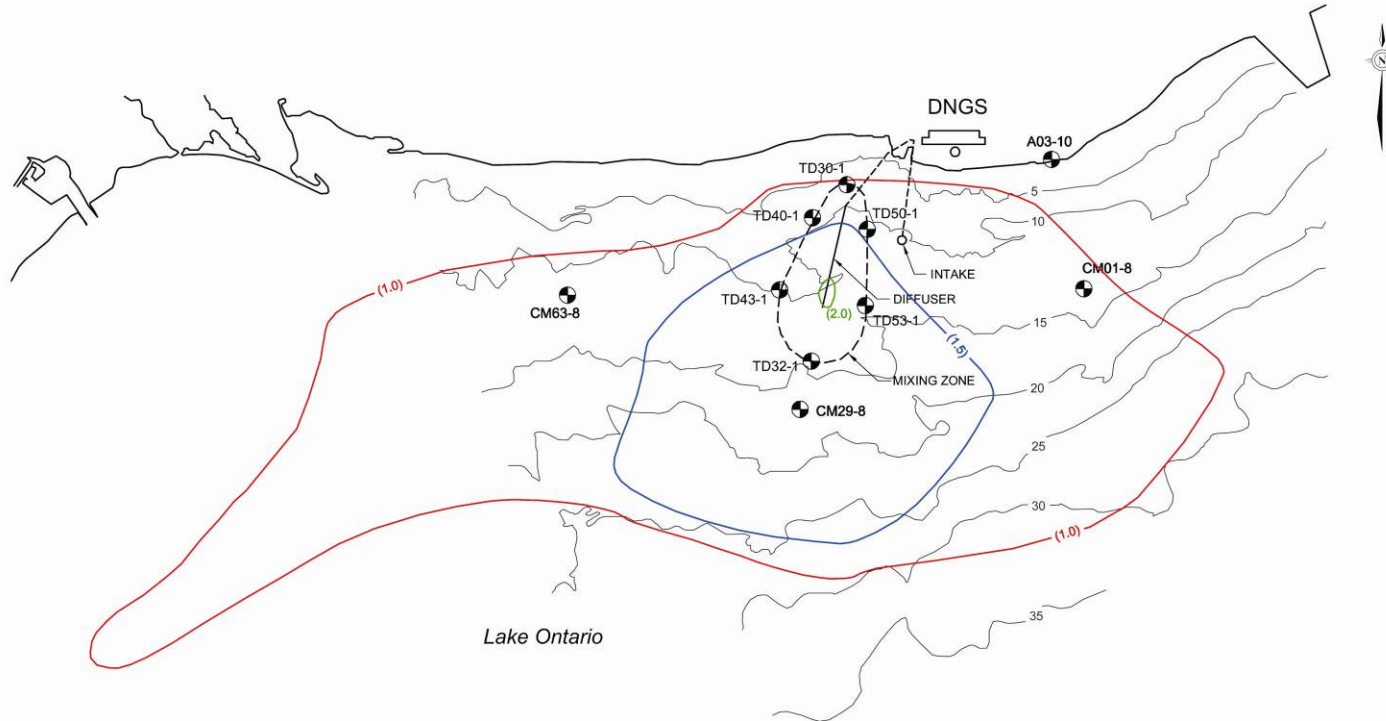 N
DNGS
A03-10
TD30-1
5
TD40-1
TD50-1
10
INTAKE
(1.0)
CM63-8
TD43-1
DIFFUSER
CM01-8
(2.0)
TD53-1
15
(1.5)
TD32-1
MIXING ZONE
20
CM29-8
25
30
(1.0)
35
Lake Ontario